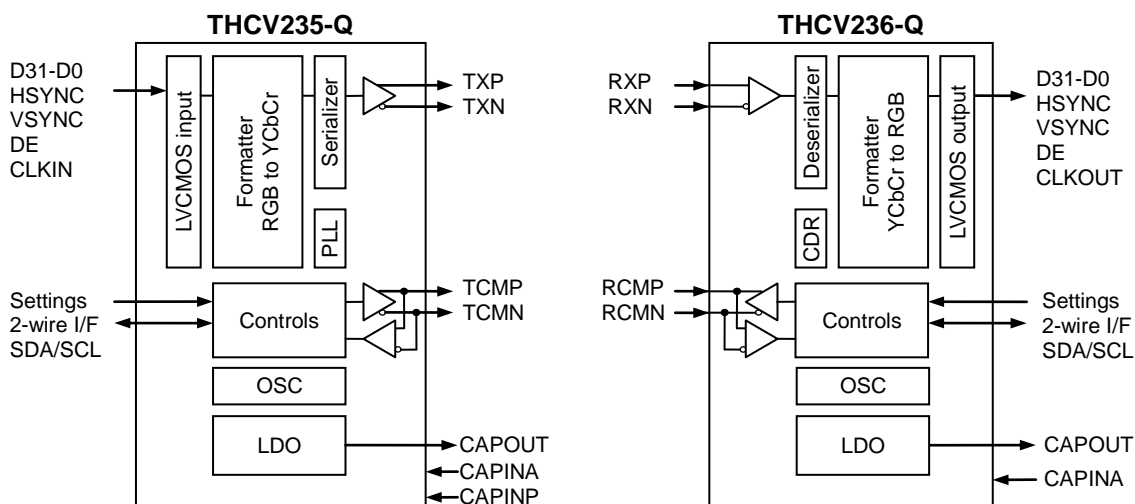 THCV235-Q
D31-D0
HSYNC
VSYNC
DE
CLKIN
LVCMOS input
Formatter
RGB to YCbCr
Serializer
PLL
TXP
TXN
Settings
2-wire I/F
SDA/SCL
Controls
TCMP
TCMN
OSC
LDO
CAPOUT
CAPINA
CAPINP
THCV236-Q
RXP
RXN
Deserializer
CDR
Formatter
YCbCr to RGB
LVCMOS output
D31-D0
HSYNC
VSYNC
DE
CLKOUT
RCMP
RCMN
Controls
Settings
2-wire I/F
SDA/SCL
OSC
LDO
CAPOUT
CAPINA